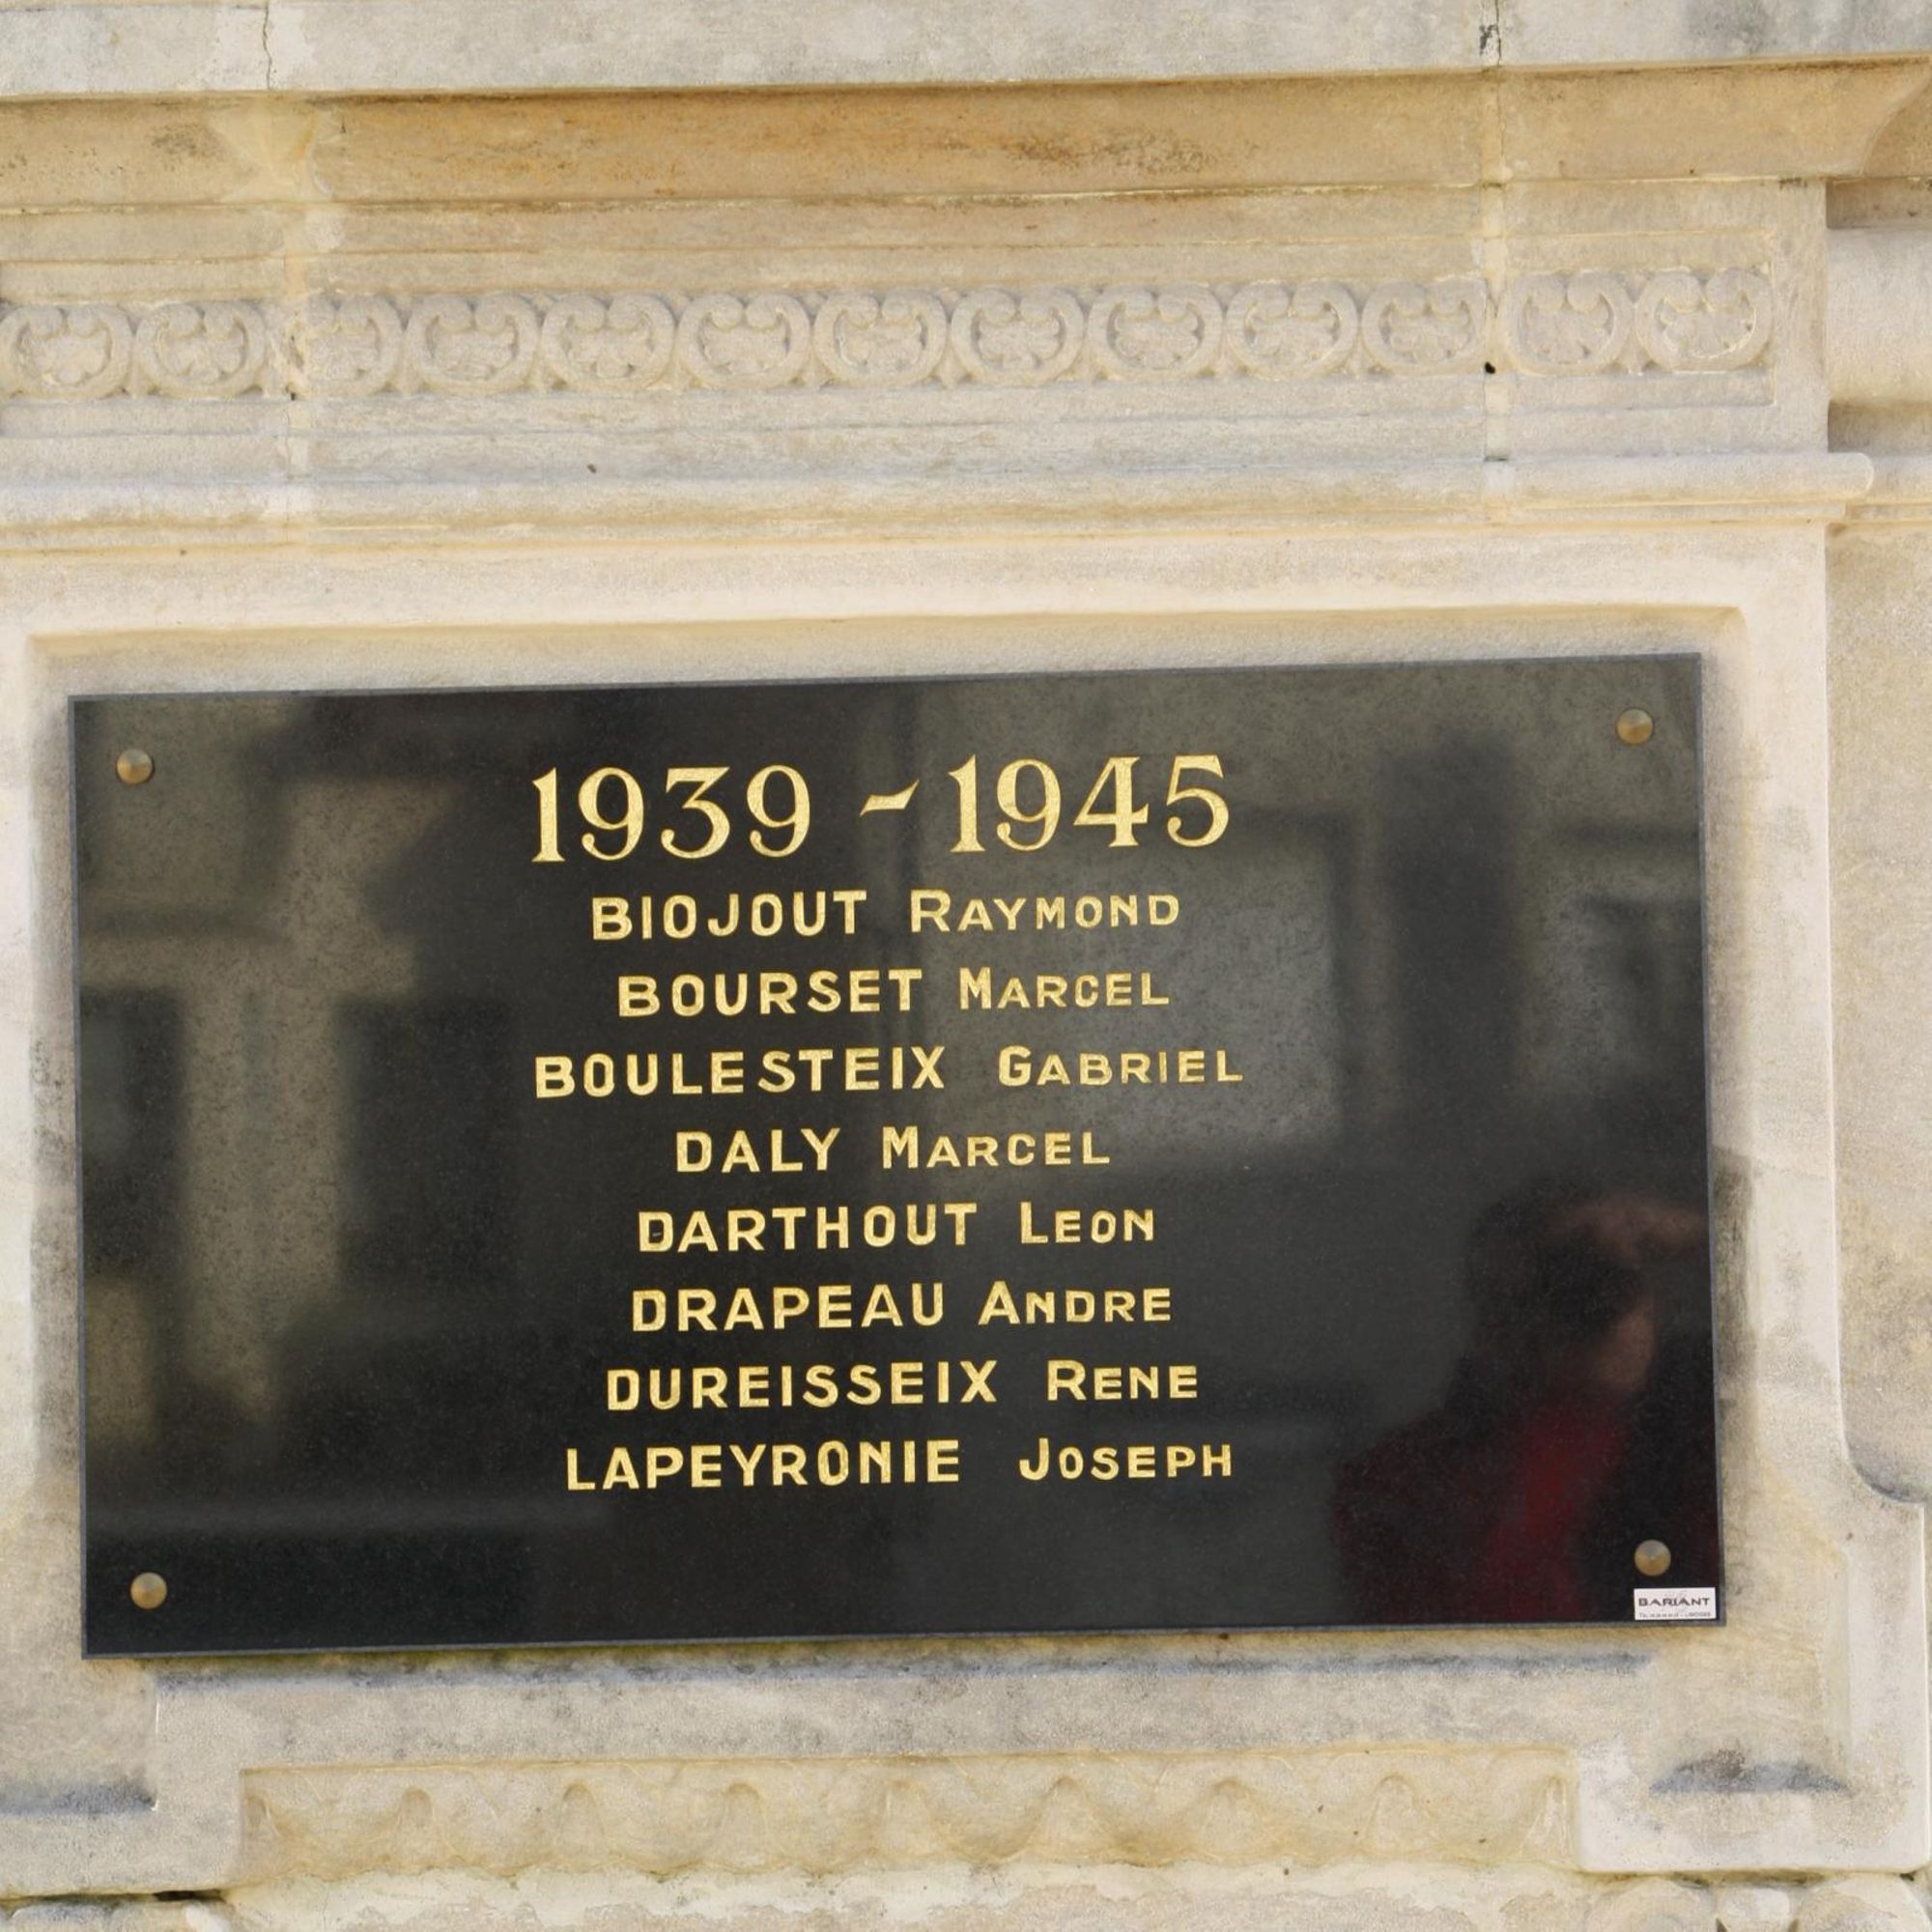 1939 - 1945
BIOJOUT RAYMOND
BOURSET MARCEL
BOULESTEIX GABRIEL
DALY MARCEL
DARTHOUT LEON
DRAPEAU ANDRE
DUREISSEIX RENE
LAPEYRONIE JOSEPH
BARIANT